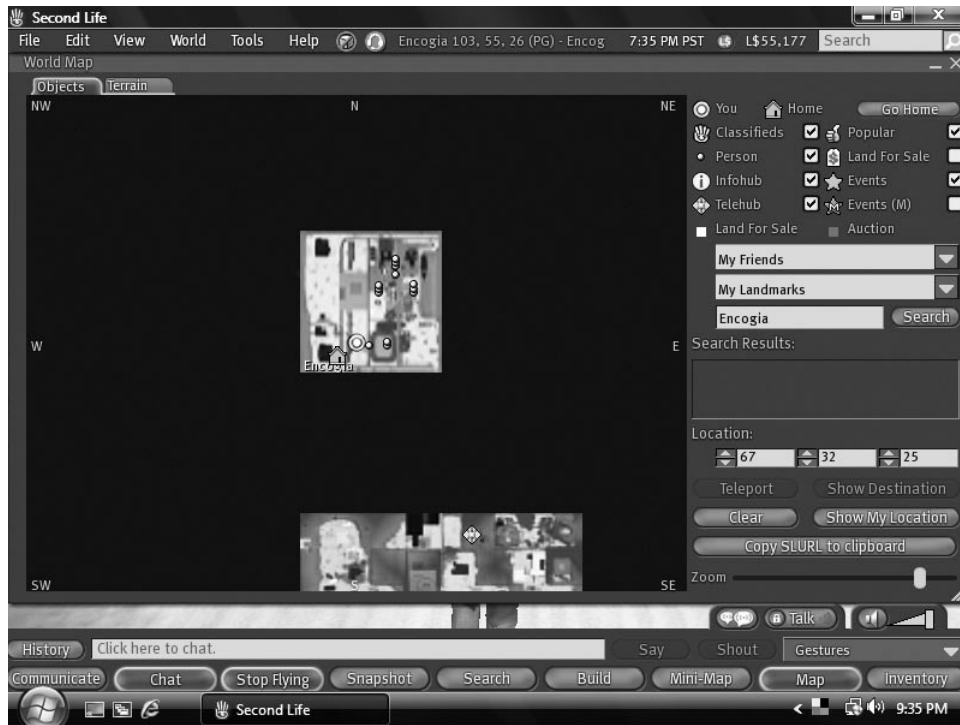 Second Life
File Edit View World Tools Help Encogia 103, 55, 26 (PG) - Encog 7:35 PM PST L$ L$55,177 Search
World Map
Objects Terrain
NW N NE
W E
SW S SE
Encogia
You Home Go Home
Classifieds Popular
Person Land For Sale
Infohub Events
Telehub Events (M)
Land For Sale Auction
My Friends
My Landmarks
Encogia Search
Search Results:
Location:
67 32 25
Teleport Show Destination
Clear Show My Location
Copy SLURL to clipboard
Zoom
Talk
History Click here to chat. Say Shout Gestures
Communicate Chat Stop Flying Snapshot Search Build Mini-Map Map Inventory
Second Life 9:35 PM